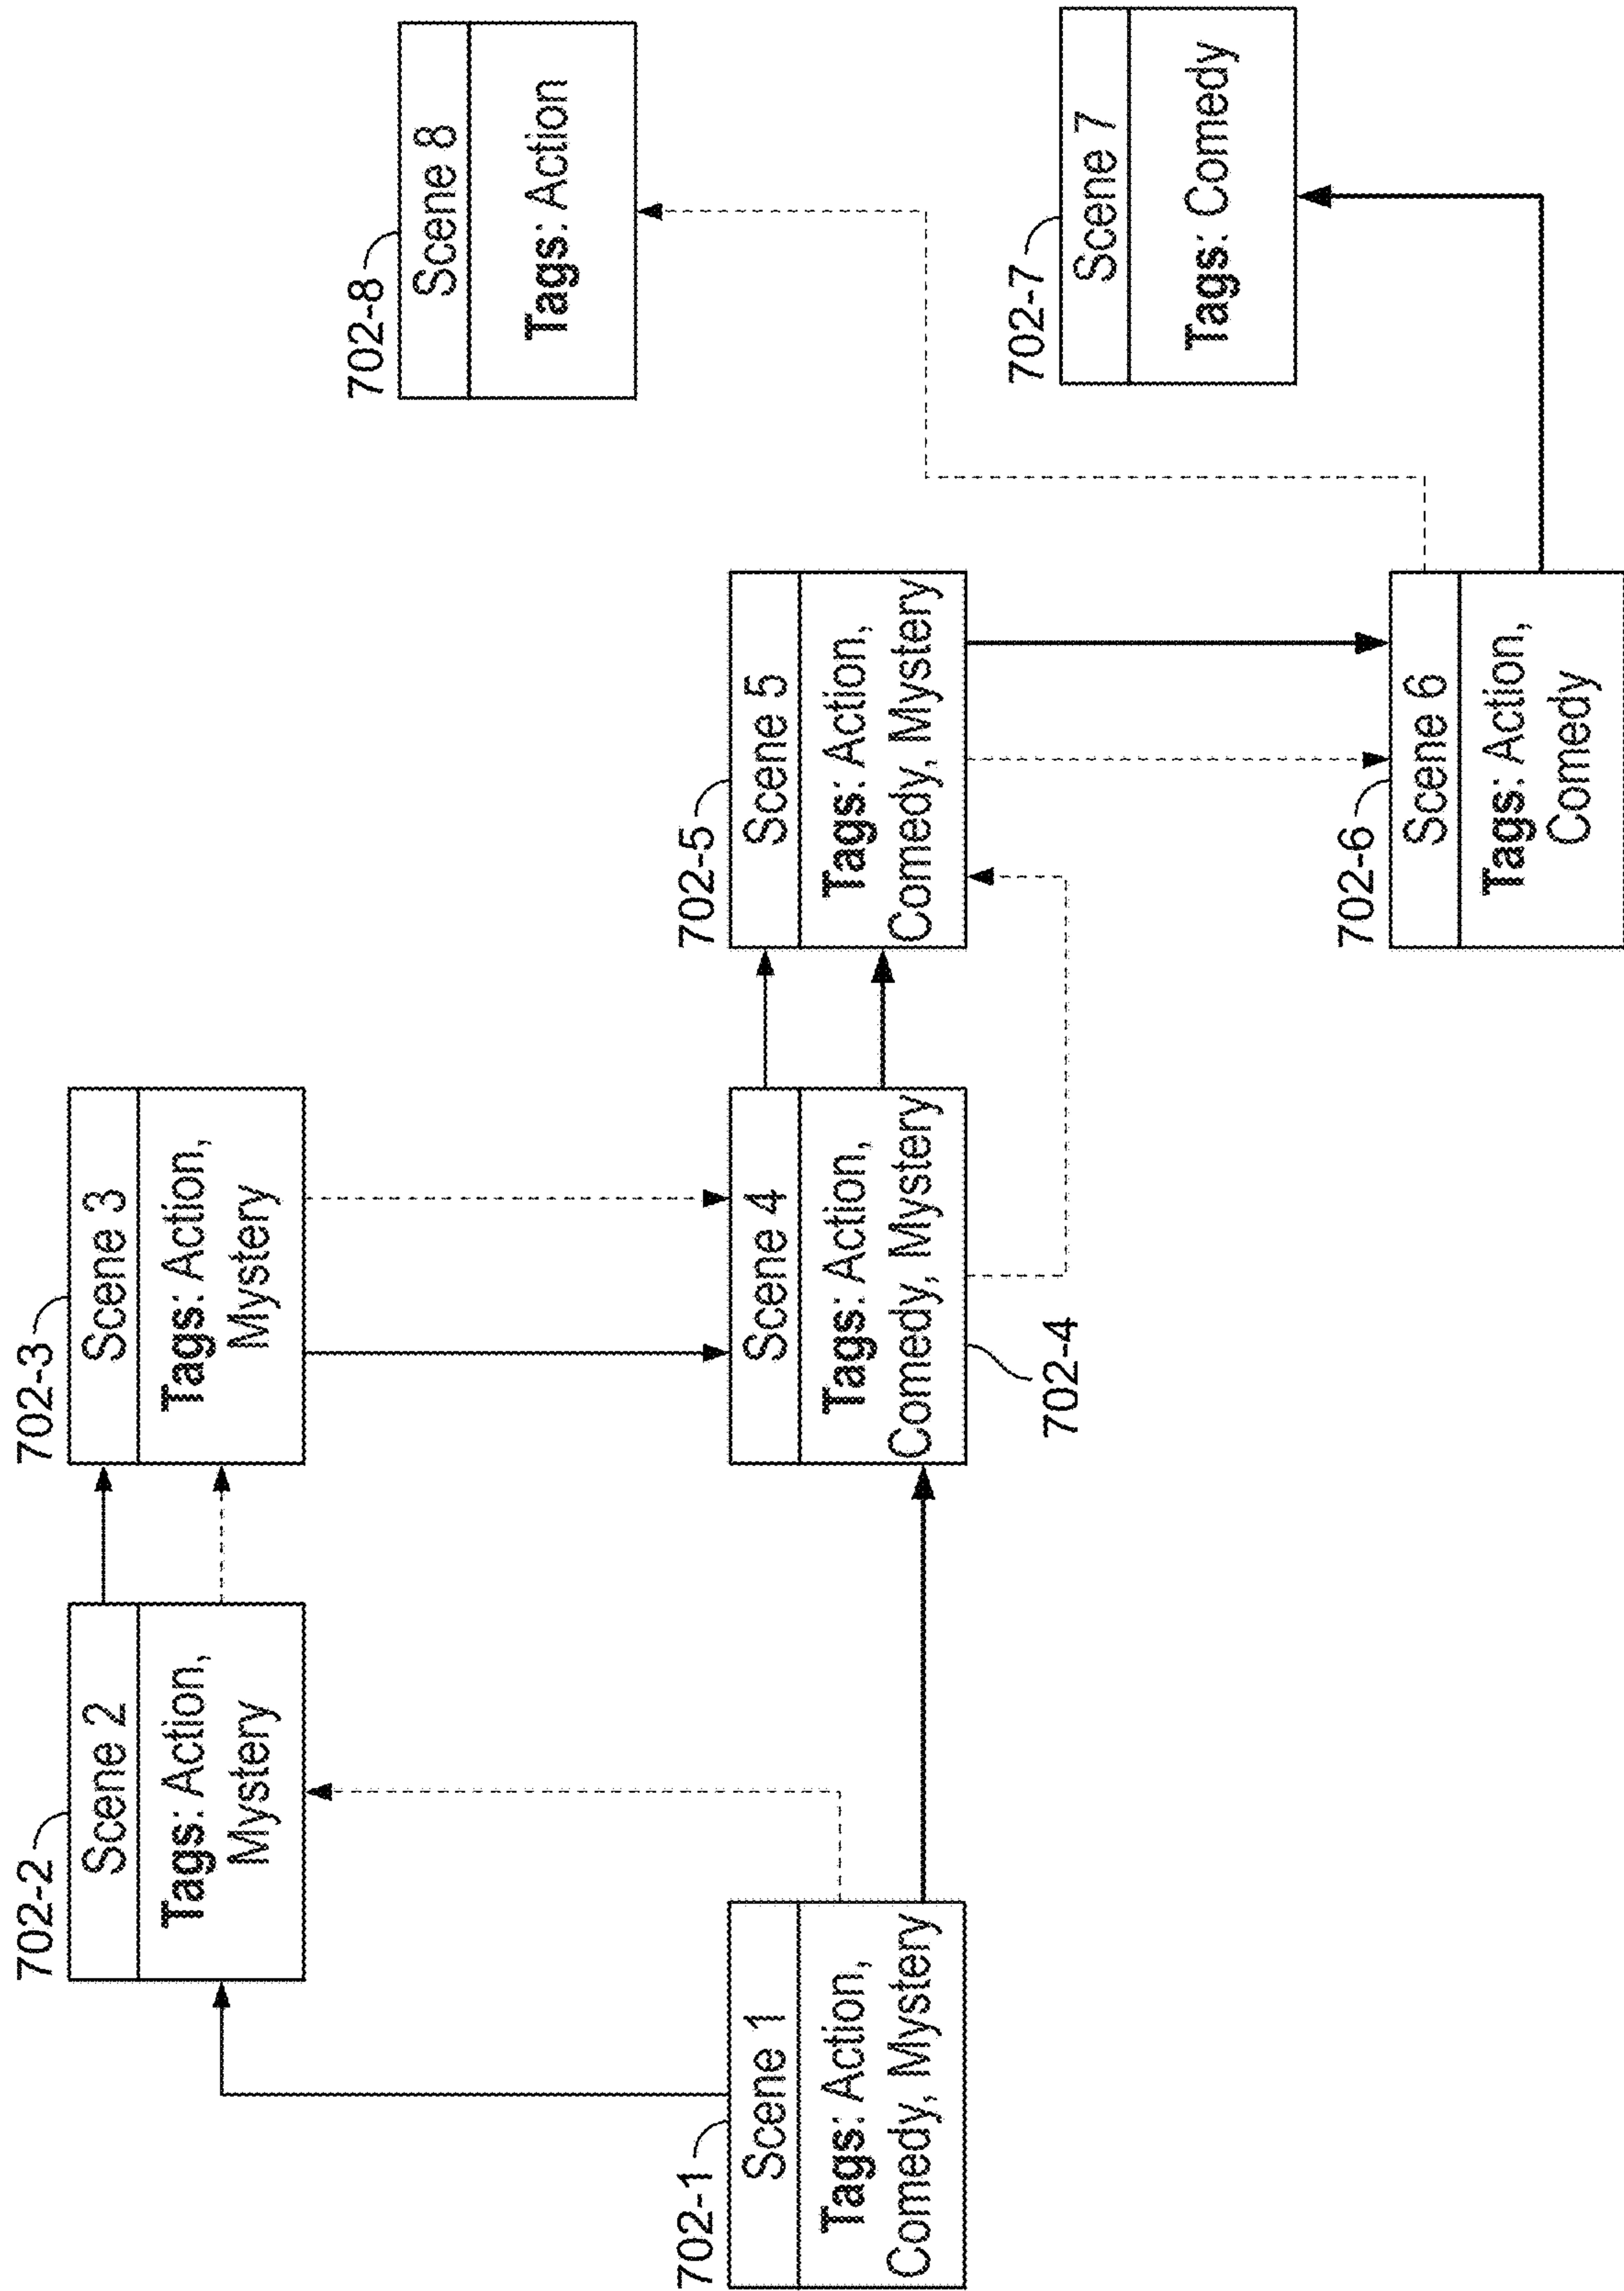 702-1
Scene 1
Tags: Action,
Comedy, Mystery
702-2
Scene 2
Tags: Action,
Mystery
702-3
Scene 3
Tags: Action,
Mystery
Scene 4
Tags: Action,
Comedy, Mystery
702-4
702-5
Scene 5
Tags: Action,
Comedy, Mystery
702-6
Scene 6
Tags: Action,
Comedy
702-7
Scene 7
Tags: Comedy
702-8
Scene 8
Tags: Action